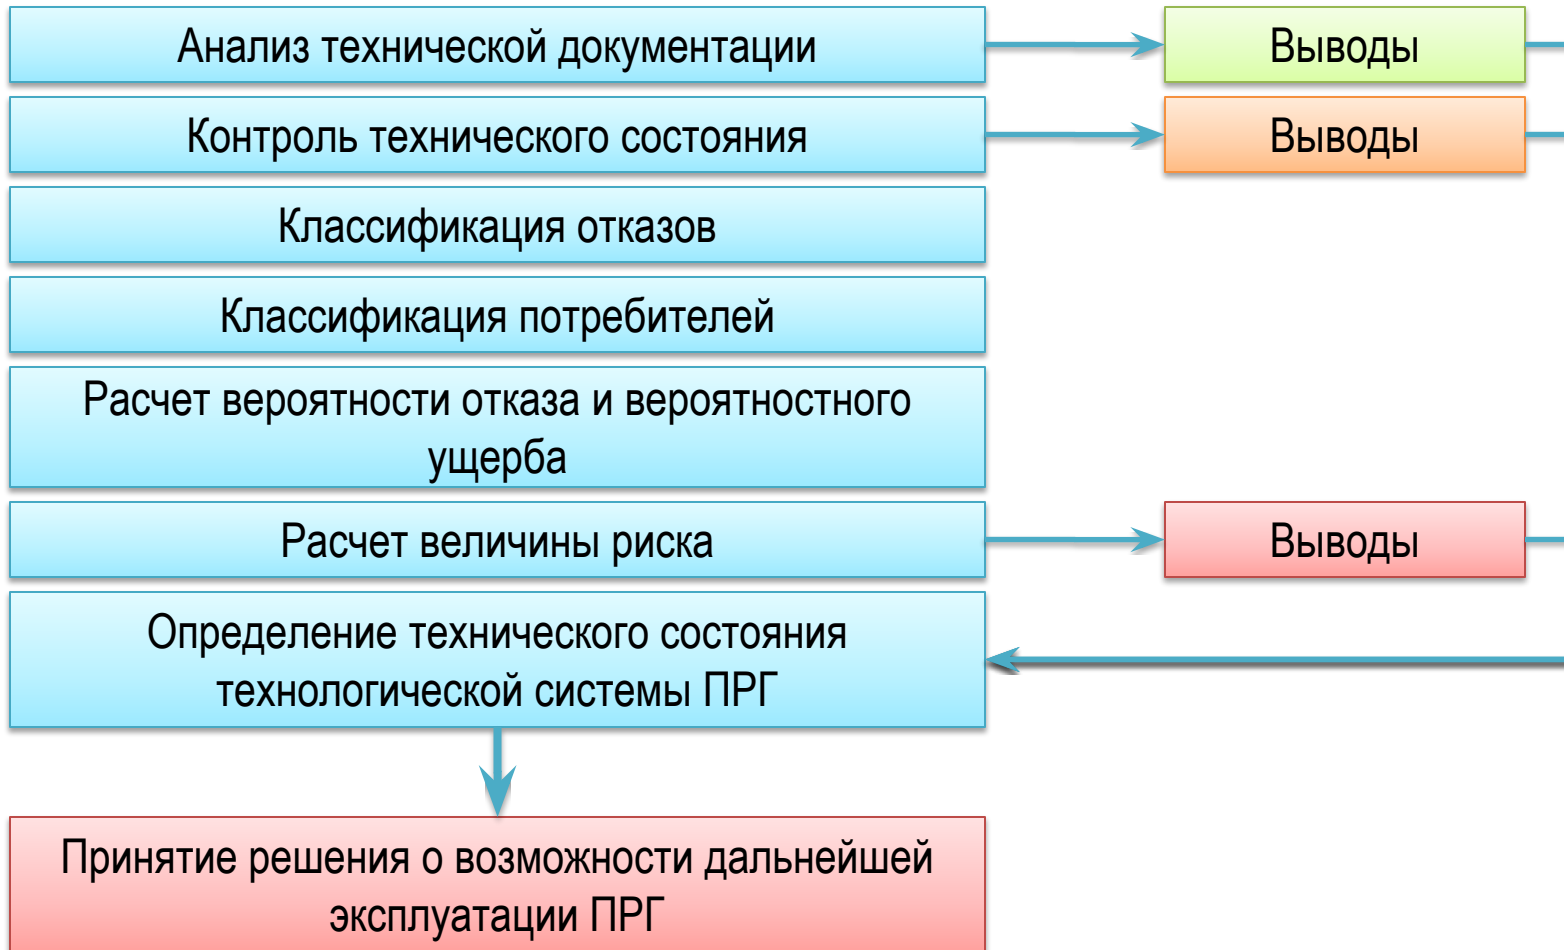 Анализ технической документации
Выводы
Контроль технического состояния
Выводы
Классификация отказов
Классификация потребителей
Расчет вероятности отказа и вероятностного
ущерба
Расчет величины риска
Выводы
Определение технического состояния
технологической системы ПРГ
Принятие решения о возможности дальнейшей
эксплуатации ПРГ